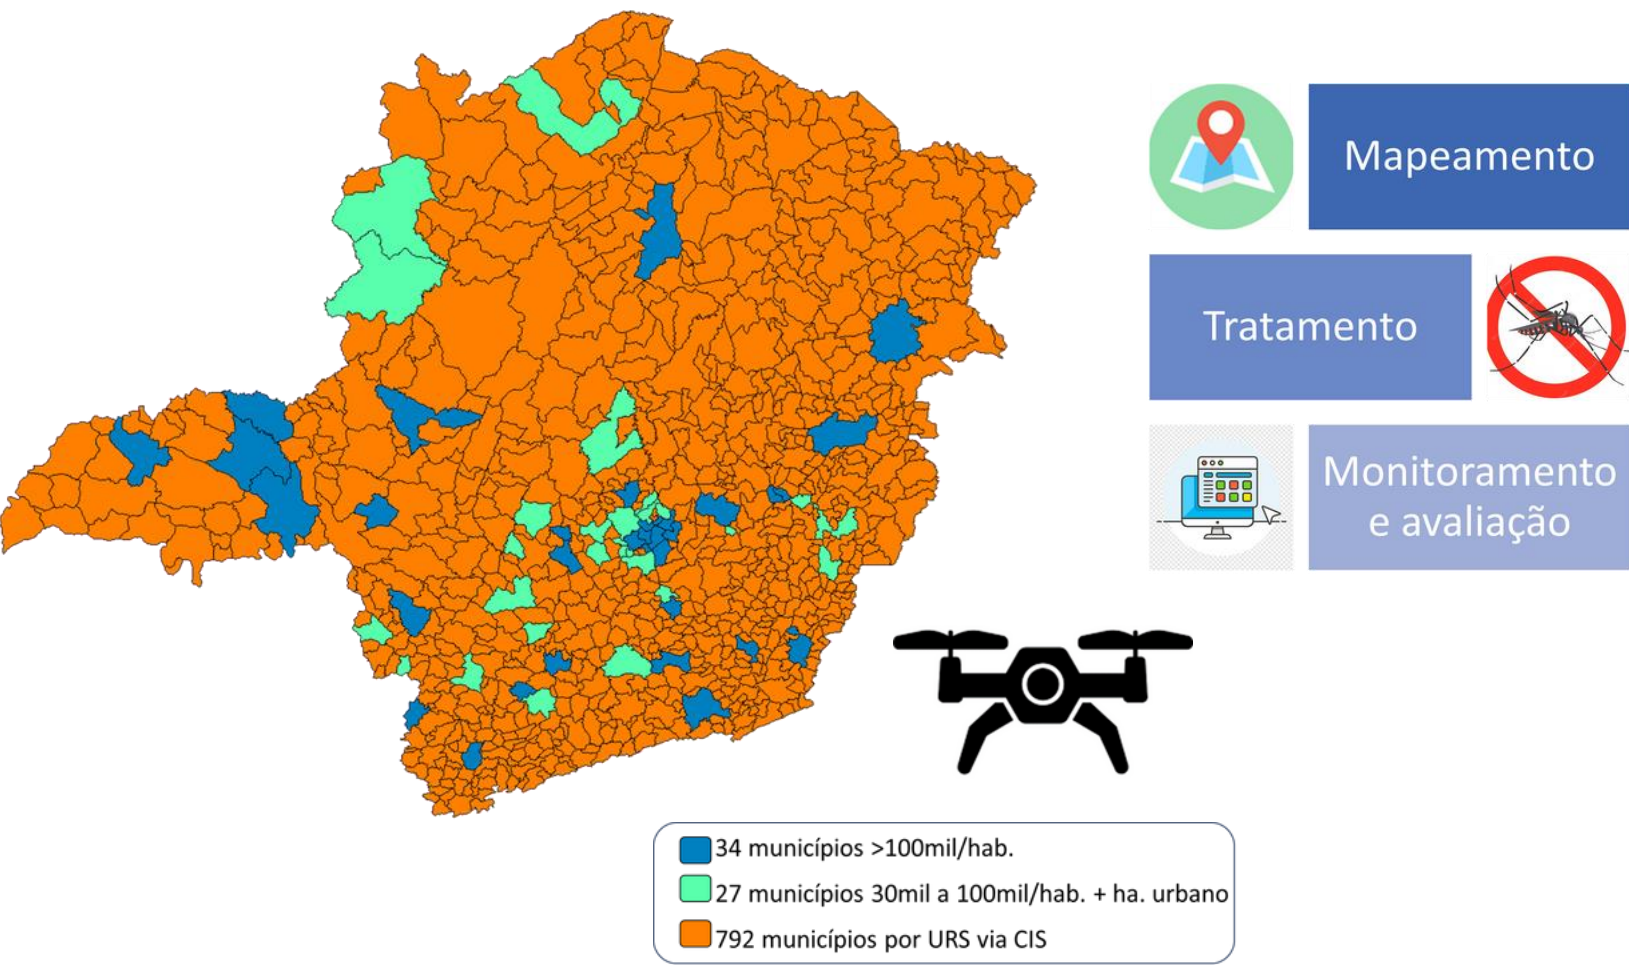 Mapeamento
Tratamento
Monitoramento
e avaliação
34 municípios >100mil/hab.
27 municípios 30mil a 100mil/hab. + ha. urbano
792 municípios por URS via CIS